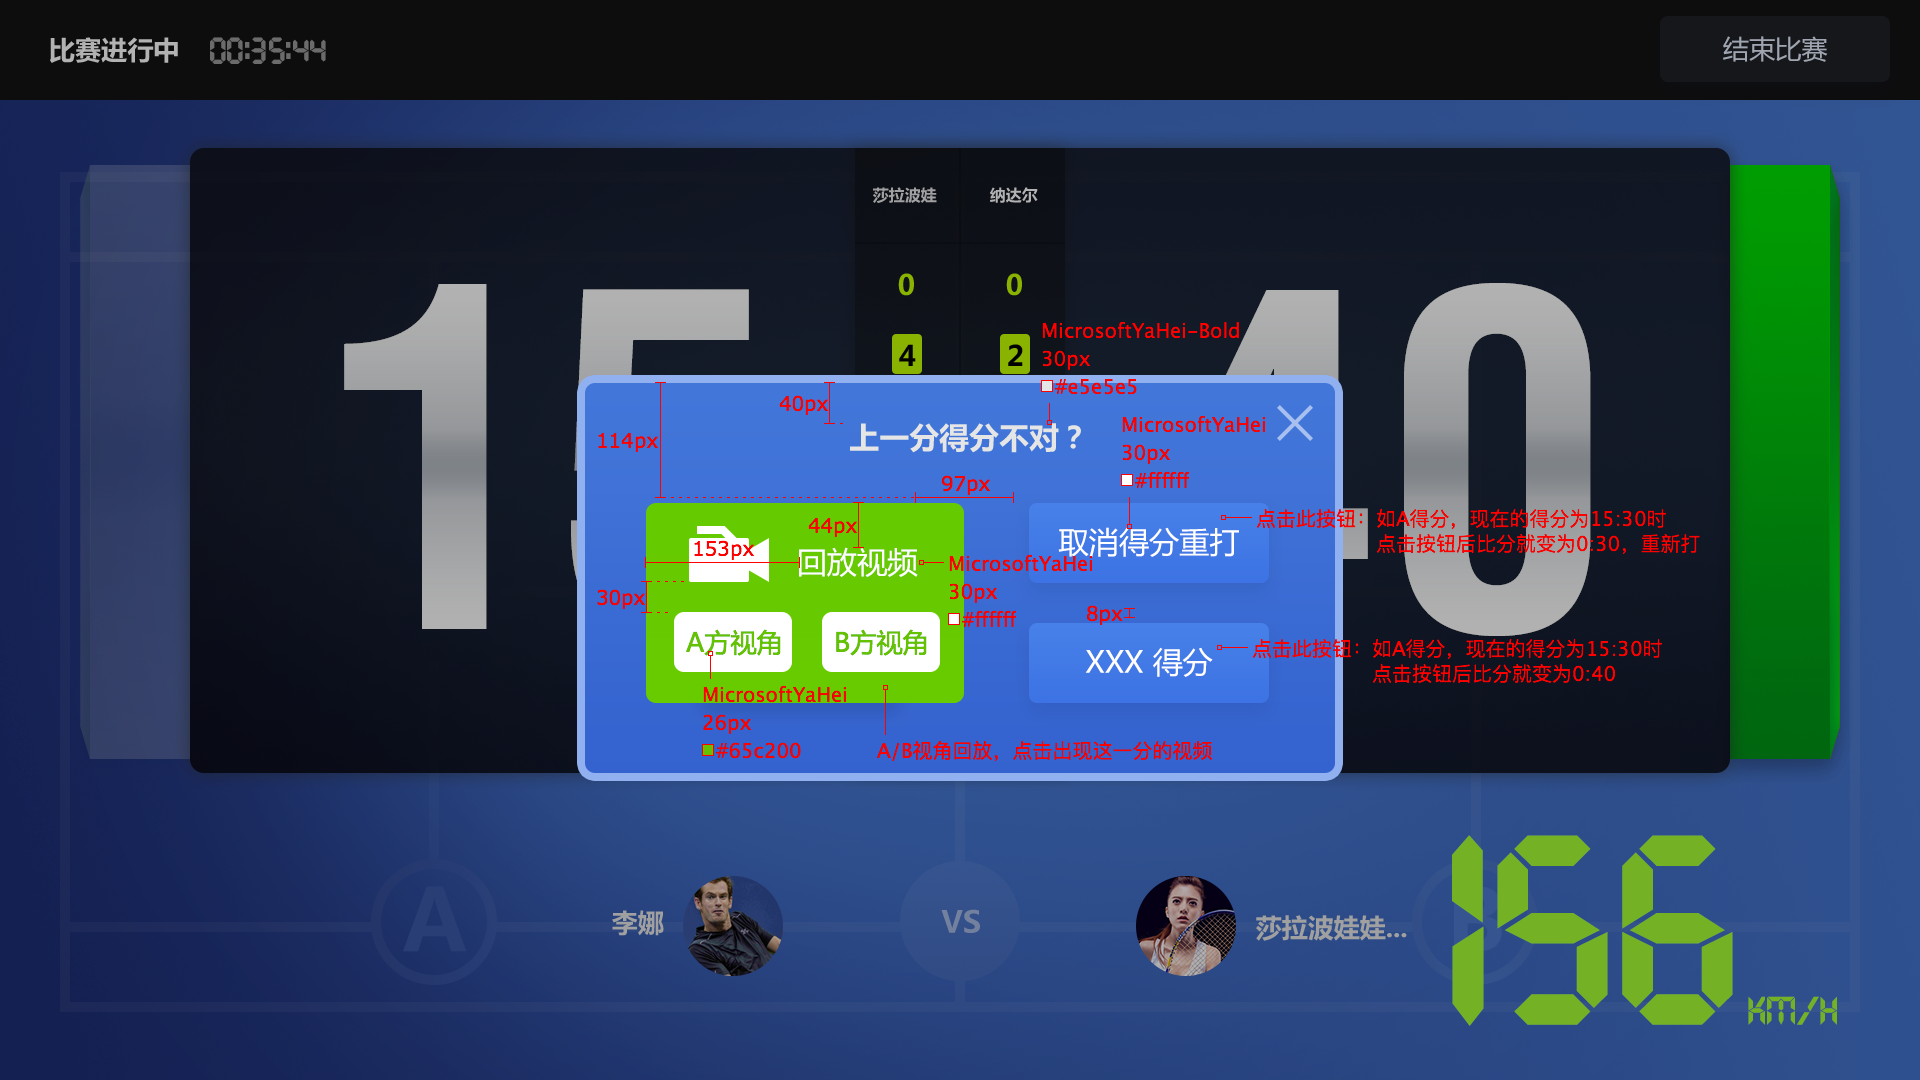 比赛进行中 00:35:44
结束比赛
莎拉波娃 纳达尔
0 0
4 2
15 40
MicrosoftYaHei-Bold
30px
#e5e5e5
40px
114px
上一分得分不对？
MicrosoftYaHei
30px
#ffffff
97px
44px
153px
回放视频
MicrosoftYaHei
30px
#ffffff
30px
A方视角 B方视角
MicrosoftYaHei
26px
#65c200
A/B视角回放，点击出现这一分的视频
取消得分重打
点击此按钮：如A得分，现在的得分为15:30时
点击按钮后比分就变为0:30，重新打
8px
XXX 得分
点击此按钮：如A得分，现在的得分为15:30时
点击按钮后比分就变为0:40
A
李娜
VS
莎拉波娃娃...
B
156 KM/H